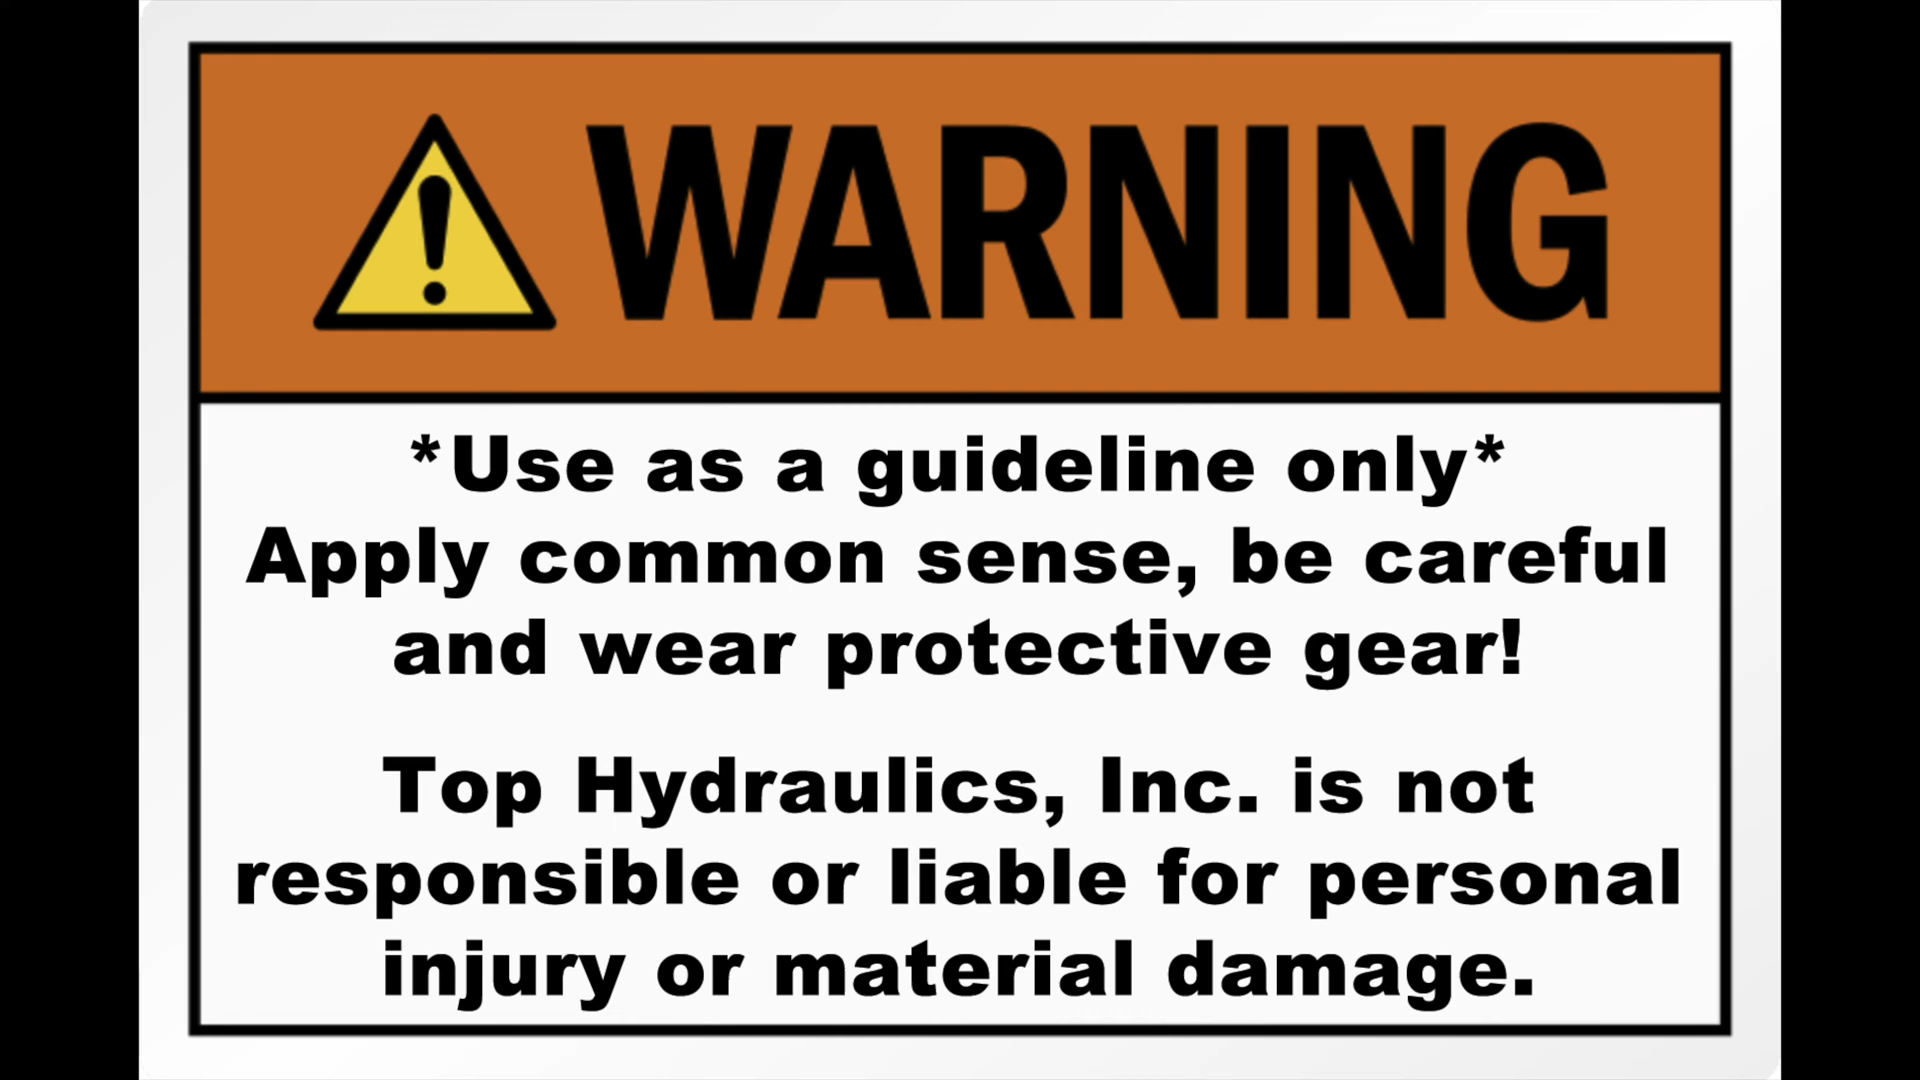 WARNING
*Use as a guideline only*
Apply common sense, be careful
and wear protective gear!
Top Hydraulics, Inc. is not
responsible or liable for personal
injury or material damage.